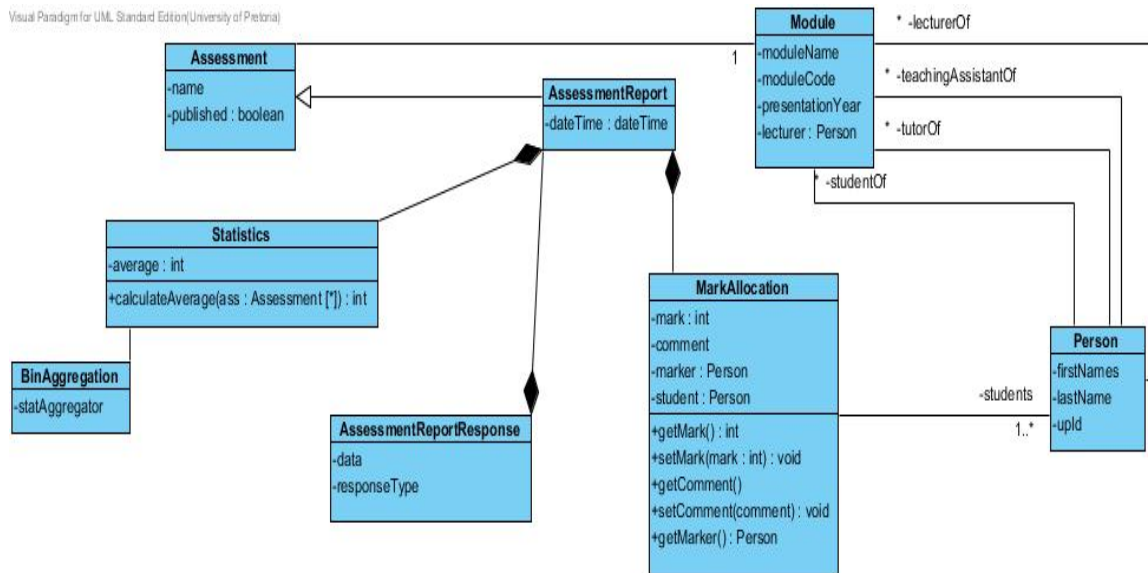 Visual Paradigm for UML Standard Edition(University of Pretoria)
Assessment
-name
-published : boolean
AssessmentReport
-dateTime : dateTime
1
Module
-moduleName
-moduleCode
-presentationYear
-lecturer : Person
* -lecturerOf
* -teachingAssistantOf
* -tutorOf
* -studentOf
Statistics
-average : int
+calculateAverage(ass : Assessment [*]) : int
BinAggregation
-statAggregator
AssessmentReportResponse
-data
-responseType
MarkAllocation
-mark : int
-comment
-marker : Person
-student : Person
+getMark() : int
+setMark(mark : int) : void
+getComment()
+setComment(comment) : void
+getMarker() : Person
-students
1..*
Person
-firstNames
-lastName
-upId